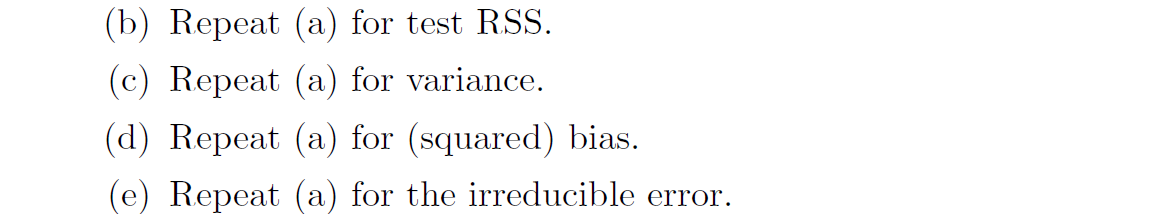 (b) Repeat (a) for test RSS.
(c) Repeat (a) for variance.
(d) Repeat (a) for (squared) bias.
(e) Repeat (a) for the irreducible error.